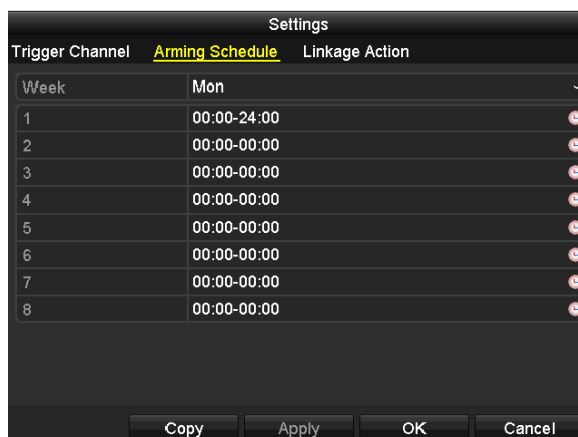 Settings
Trigger Channel Arming Schedule Linkage Action
Week Mon
1 00:00-24:00
2 00:00-00:00
3 00:00-00:00
4 00:00-00:00
5 00:00-00:00
6 00:00-00:00
7 00:00-00:00
8 00:00-00:00
Copy Apply OK Cancel